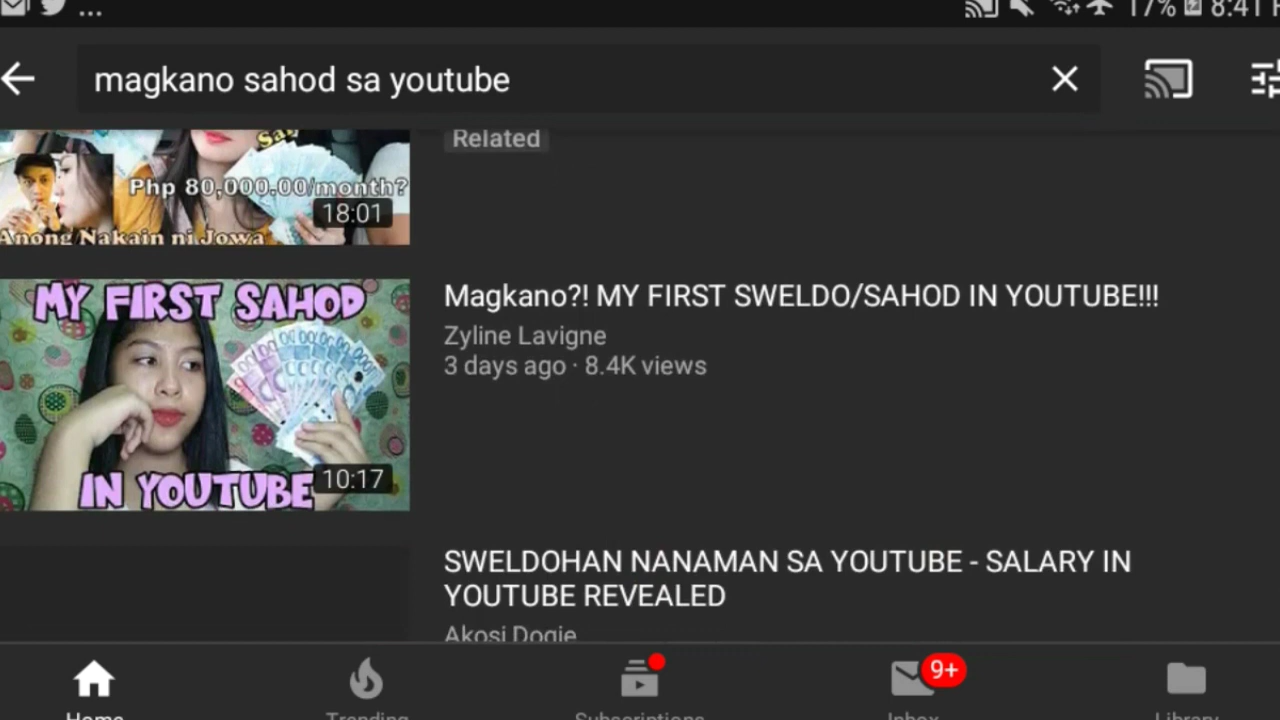 ...
17%
8:41
magkano sahod sa youtube
Related
Say
Php 80,000.00/month?
18:01
Anong Nakain ni Jowa
MY FIRST SAHOD
IN YOUTUBE
10:17
Magkano?! MY FIRST SWELDO/SAHOD IN YOUTUBE!!!
Zyline Lavigne
3 days ago · 8.4K views
SWELDOHAN NANAMAN SA YOUTUBE - SALARY IN
YOUTUBE REVEALED
Akosi Dogie
9+
Home
Trending
Subscriptions
Inbox
Library